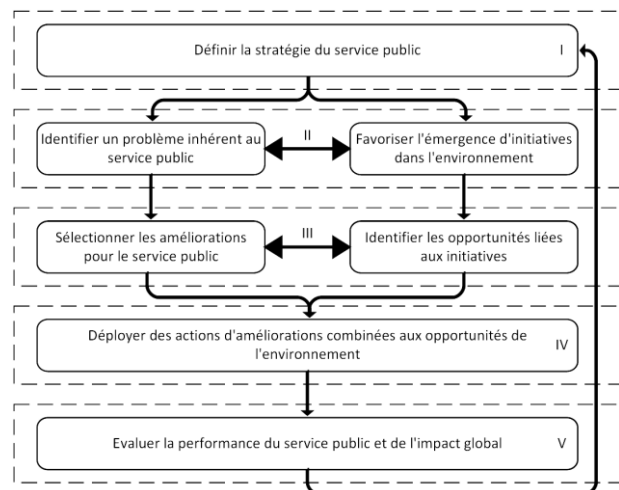 Définir la stratégie du service public
I
Identifier un problème inhérent au
service public
II
Favoriser l'émergence d'initiatives
dans l'environnement
Sélectionner les améliorations
pour le service public
III
Identifier les opportunités liées
aux initiatives
Déployer des actions d'améliorations combinées aux opportunités de
l'environnement
IV
Evaluer la performance du service public et de l'impact global
V